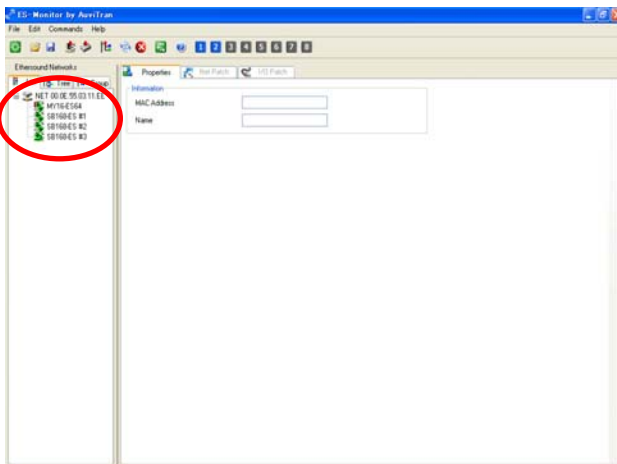 ES-Monitor by AuviTran
File Edit Commands Help
1 2 3 4 5 6 7 8
Ethersound Networks
Tree
Group
Properties
Net Patch
I/O Patch
NET 00.0E.55.03.11.EE
MY16-ES64
SB168-ES #1
SB168-ES #2
SB168-ES #3
Information
MAC Address
Name